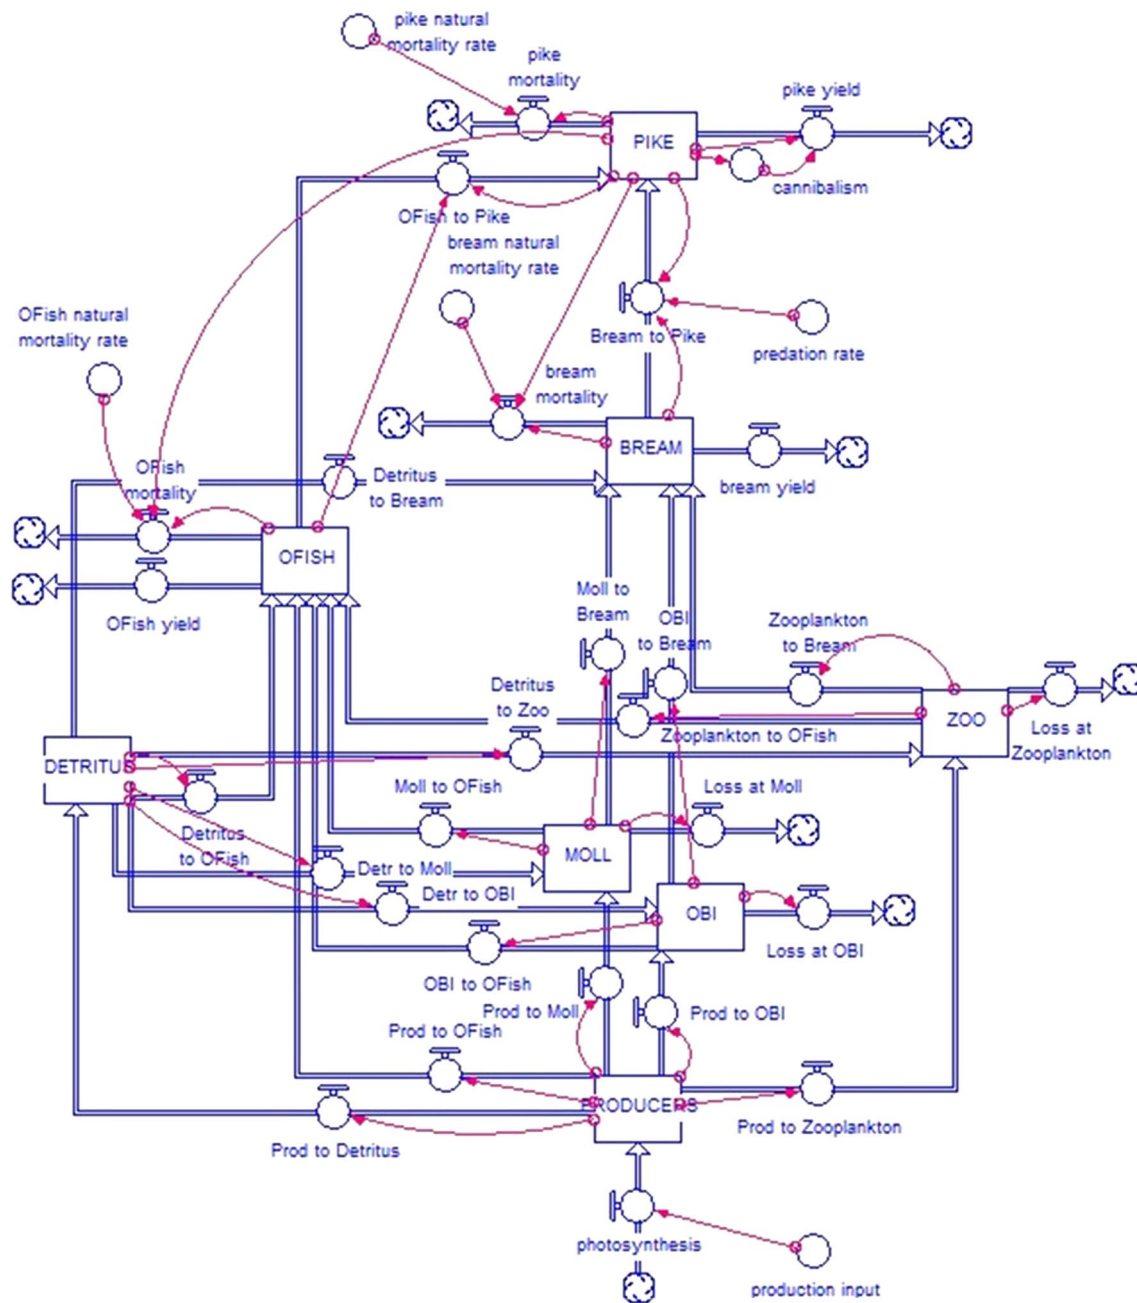 pike natural
mortality rate
pike
mortality
pike yield
PIKE
cannibalism
OFish to Pike
bream natural
mortality rate
OFish natural
mortality rate
Bream to Pike
predation rate
bream
mortality
BREAM
bream yield
OFish
mortality
Detritus
to Bream
OFISH
OFish yield
Moll to
Bream
OBI
to Bream
Zooplankton
to Bream
Detritus
to Zoo
Zooplankton to OFish
ZOO
Loss at
Zooplankton
DETRITUS
Moll to OFish
Loss at Moll
Detritus
to OFish
Detr to Moll
MOLL
Detr to OBI
OBI
Loss at OBI
OBI to OFish
Prod to Moll
Prod to OBI
Prod to OFish
PRODUCERS
Prod to Zooplankton
Prod to Detritus
photosynthesis
production input